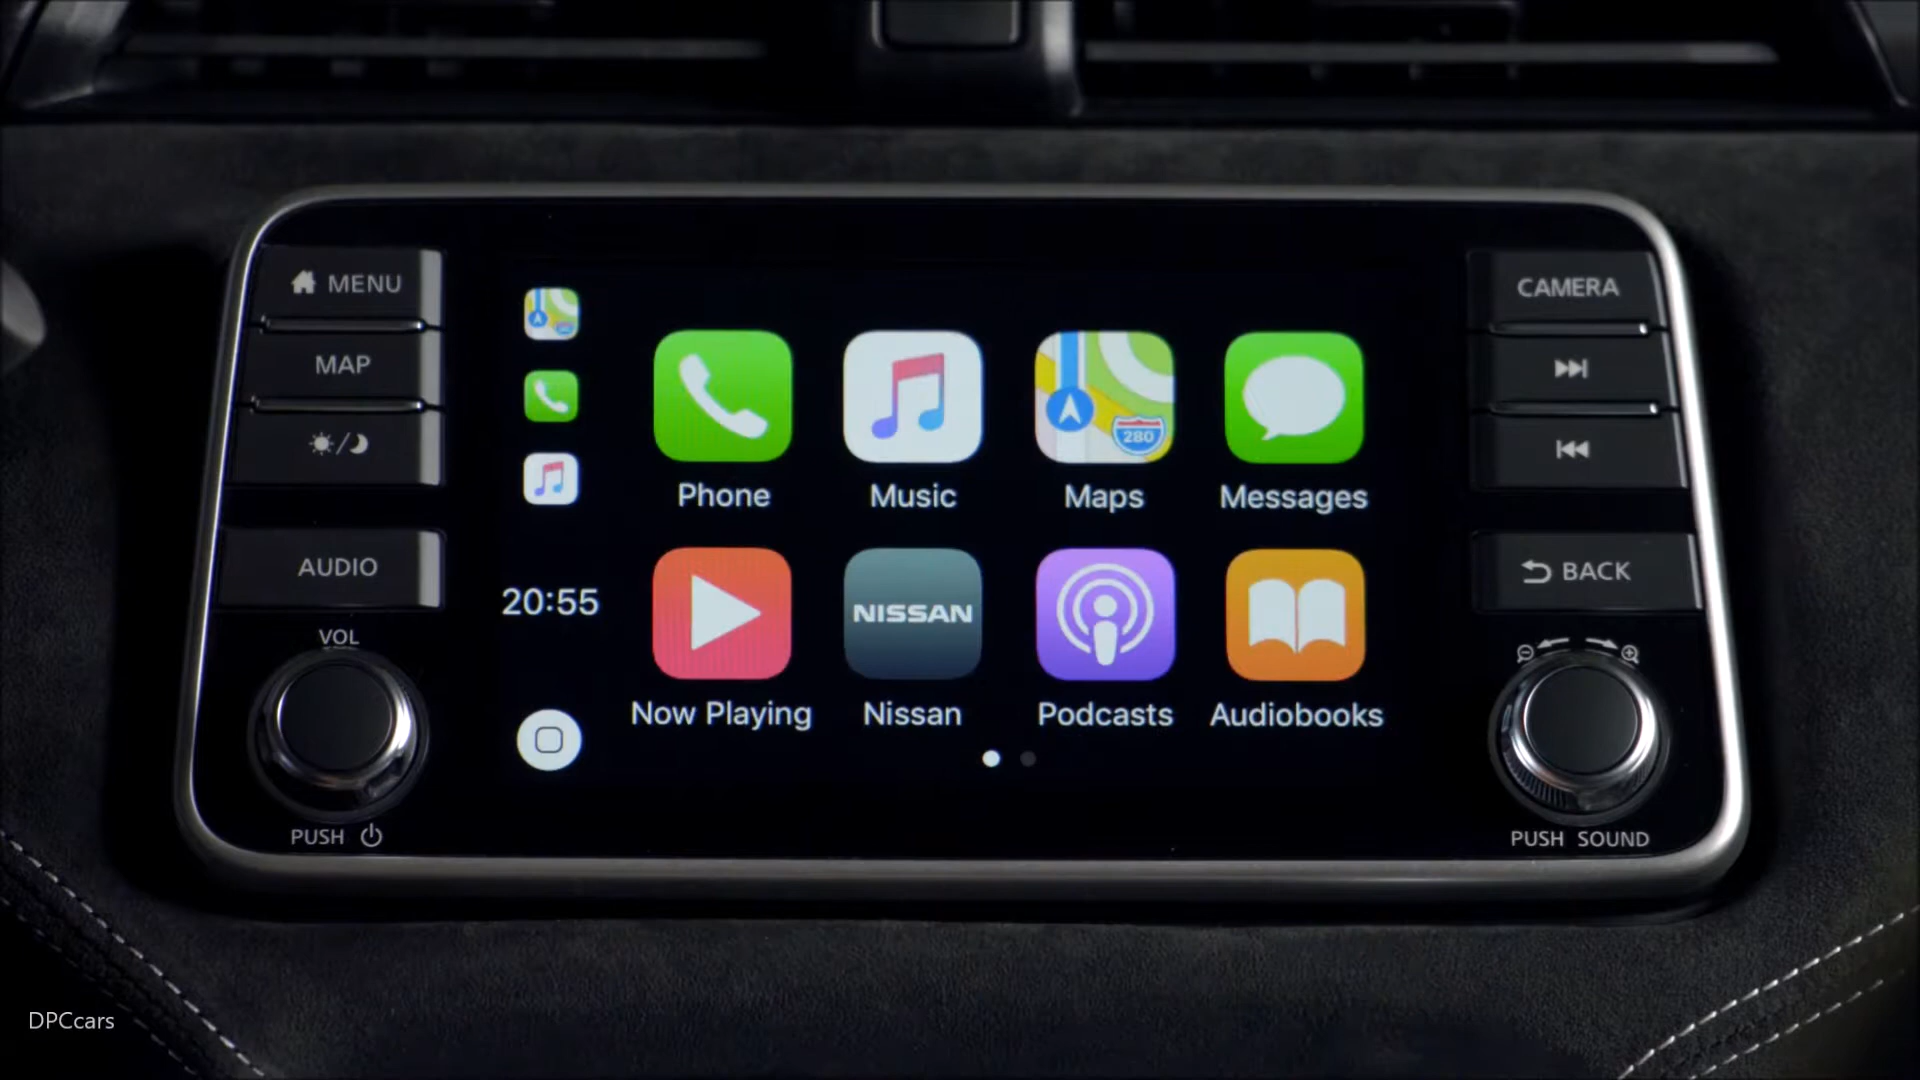 MENU
MAP
AUDIO
VOL
PUSH
20:55
Phone
Music
280
Maps
Messages
Now Playing
NISSAN
Nissan
Podcasts
Audiobooks
CAMERA
BACK
PUSH SOUND
DPCcars